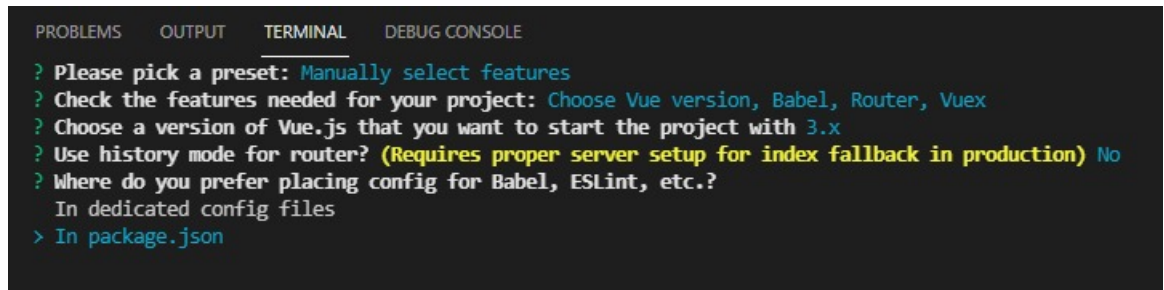 PROBLEMS OUTPUT TERMINAL DEBUG CONSOLE
? Please pick a preset: Manually select features
? Check the features needed for your project: Choose Vue version, Babel, Router, Vuex
? Choose a version of Vue.js that you want to start the project with 3.x
? Use history mode for router? (Requires proper server setup for index fallback in production) No
? Where do you prefer placing config for Babel, ESLint, etc.?
In dedicated config files
> In package.json